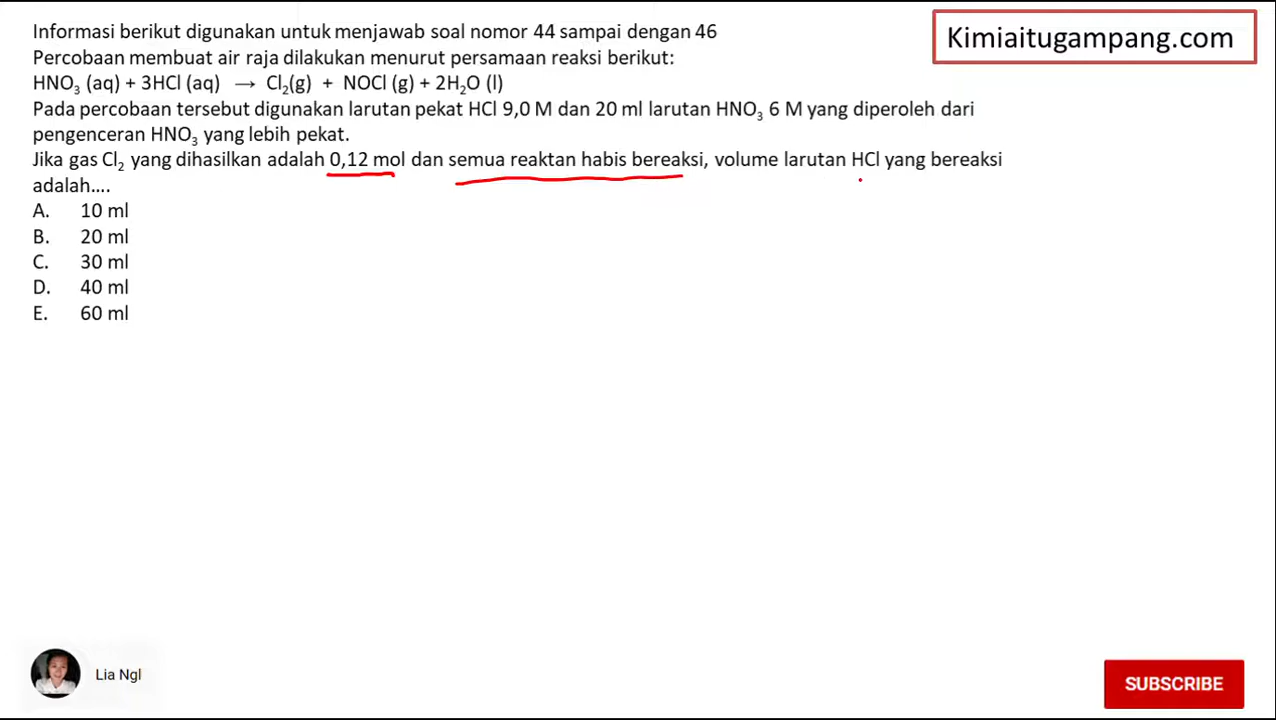 Informasi berikut digunakan untuk menjawab soal nomor 44 sampai dengan 46
Kimiaitugampang.com
Percobaan membuat air raja dilakukan menurut persamaan reaksi berikut:
HNO₃ (aq) + 3HCl (aq) → Cl₂(g) + NOCl (g) + 2H₂O (l)
Pada percobaan tersebut digunakan larutan pekat HCl 9,0 M dan 20 ml larutan HNO₃ 6 M yang diperoleh dari
pengenceran HNO₃ yang lebih pekat.
Jika gas Cl₂ yang dihasilkan adalah 0,12 mol dan semua reaktan habis bereaksi, volume larutan HCl yang bereaksi
adalah....
A. 10 ml
B. 20 ml
C. 30 ml
D. 40 ml
E. 60 ml
Lia Ngl
SUBSCRIBE